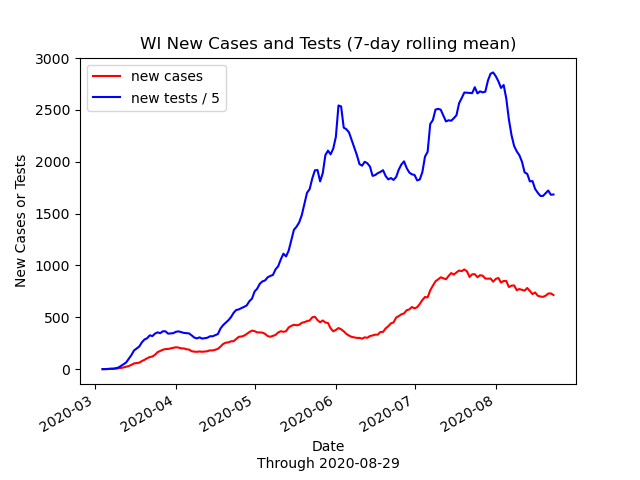 WI New Cases and Tests (7-day rolling mean)
new cases
new tests / 5
New Cases or Tests
3000
2500
2000
1500
1000
500
0
2020-03
2020-04
2020-05
2020-06
2020-07
2020-08
Date
Through 2020-08-29